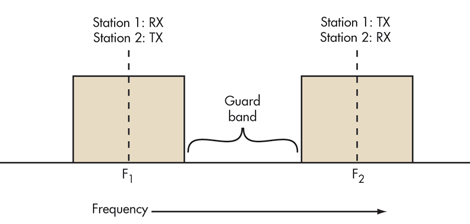 Station 1: RX
Station 2: TX
Station 1: TX
Station 2: RX
Guard
band
F1
F2
Frequency